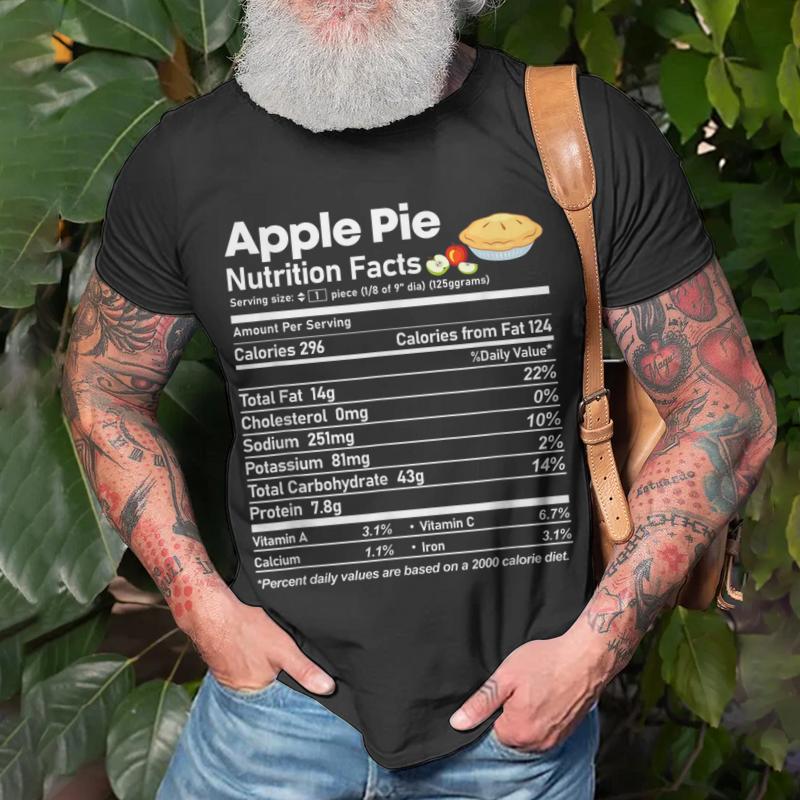 Apple Pie
Nutrition Facts
Serving size: 1 piece (1/8 of 9" dia) (125ggrams)
Amount Per Serving
Calories 296 Calories from Fat 124
%Daily Value*
Total Fat 14g 22%
Cholesterol 0mg 0%
Sodium 251mg 10%
Potassium 81mg 2%
Total Carbohydrate 43g 14%
Protein 7.8g
Vitamin A 3.1% • Vitamin C 6.7%
Calcium 1.1% • Iron 3.1%
*Percent daily values are based on a 2000 calorie diet.